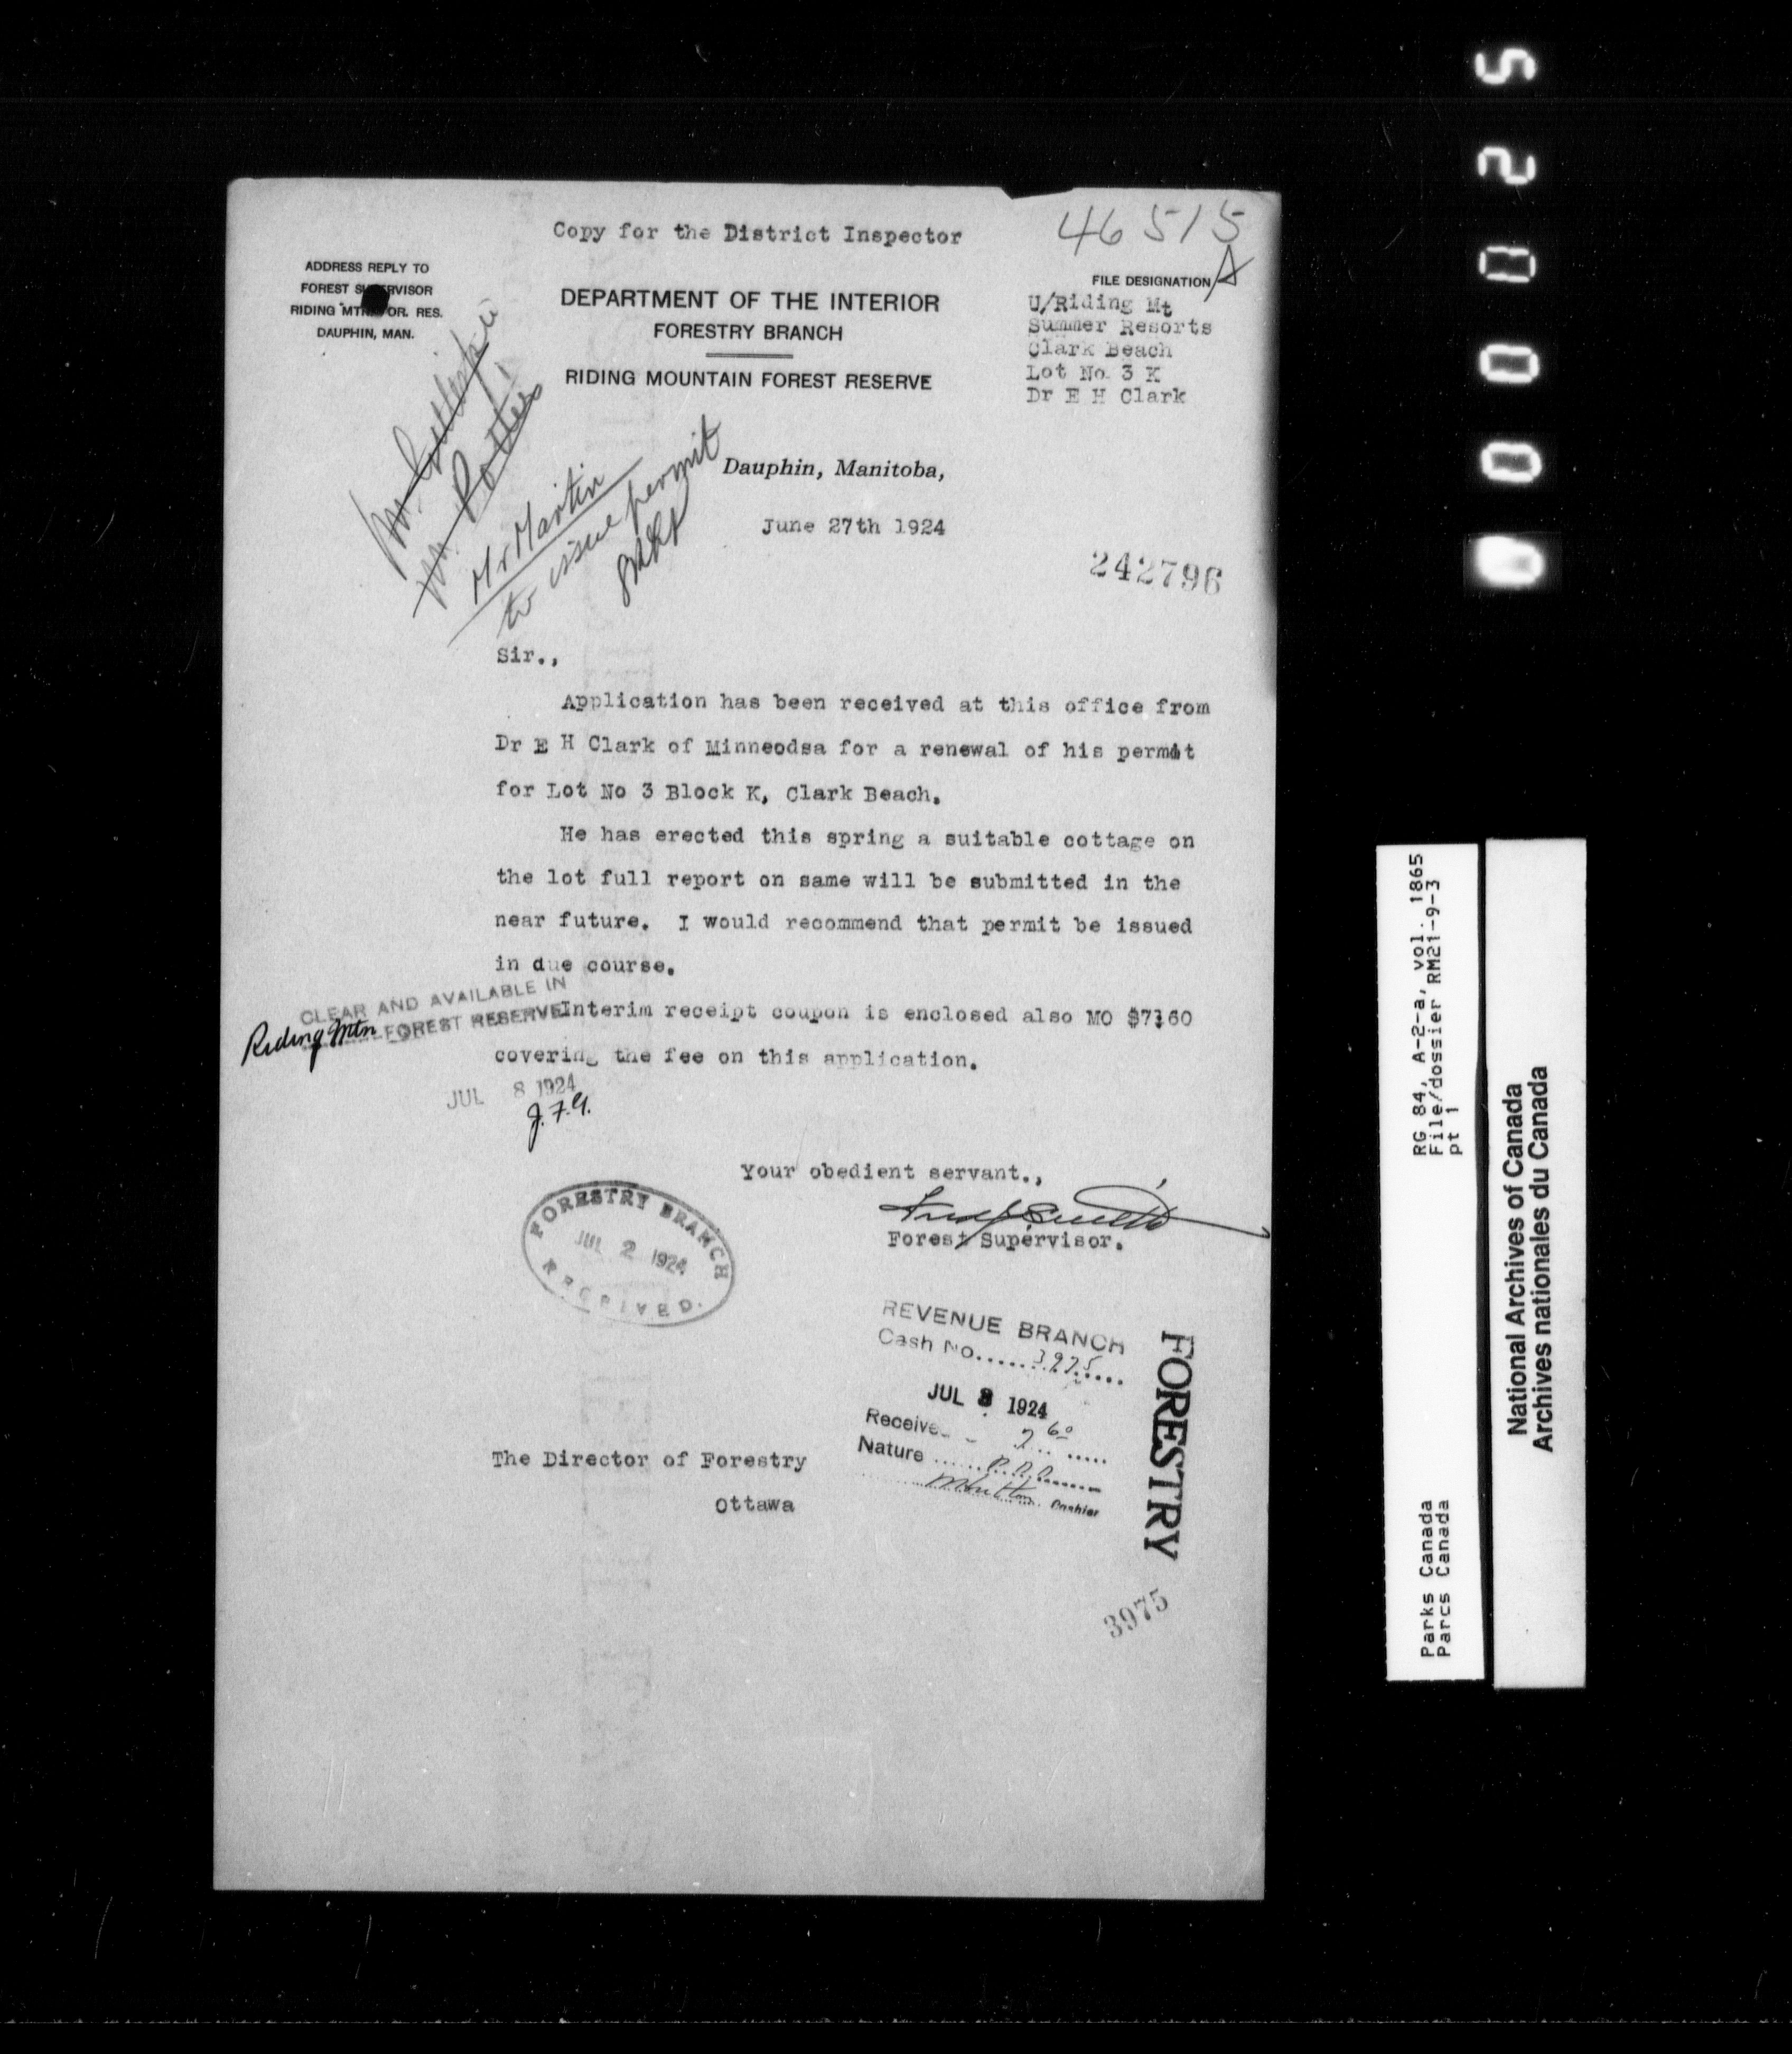 Copy for the District Inspector
46515
A
ADDRESS REPLY TO
FOREST SUPERVISOR
RIDING MTN FOR. RES.
DAUPHIN, MAN.
DEPARTMENT OF THE INTERIOR
FORESTRY BRANCH
RIDING MOUNTAIN FOREST RESERVE
FILE DESIGNATION
U/Riding Mt
Summer Resorts
Clark Beach
Lot No 3 K
Dr E H Clark
Mr Martin
to issue permit
Dauphin, Manitoba,
June 27th 1924
242796
Sir.,
Application has been received at this office from
Dr E H Clark of Minneodsa for a renewal of his permit
for Lot No 3 Block K, Clark Beach.
He has erected this spring a suitable cottage on
the lot full report on same will be submitted in the
near future. I would recommend that permit be issued
in due course.
CLEAR AND AVAILABLE IN
Riding Mtn FOREST RESERVE
Interim receipt coupon is enclosed also MO $7160
covering the fee on this application.
JUL 8 1924
J.F.G.
Your obedient servant.,
Forest Supervisor.
FORESTRY BRANCH
JUL 2 1924
RECEIVED.
REVENUE BRANCH
Cash No. 3975
JUL 3 1924
Received 7.60
Nature
Cashier
FORESTRY
3975
The Director of Forestry
Ottawa
000025
RG 84, A-2-a, vol. 1865
File/dossier RM21-9-3
pt 1
Parks Canada
Parcs Canada
National Archives of Canada
Archives nationales du Canada